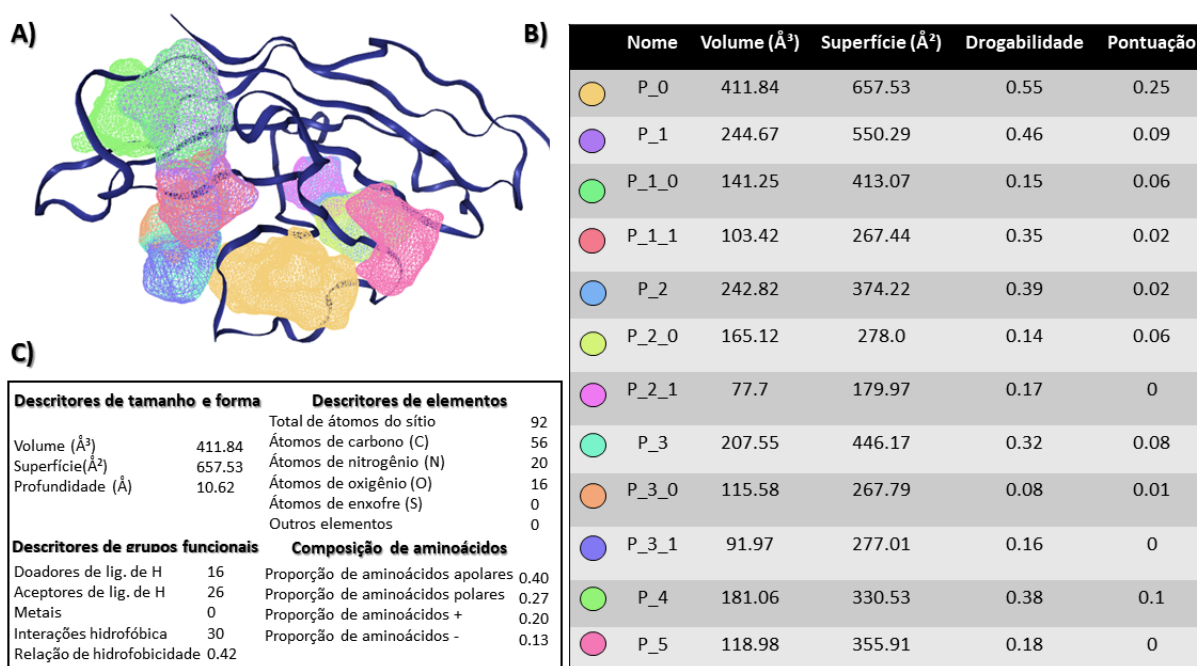 A)
B)
Nome Volume (Å³) Superfície (Å²) Drogabilidade Pontuação
P_0 411.84 657.53 0.55 0.25
P_1 244.67 550.29 0.46 0.09
P_1_0 141.25 413.07 0.15 0.06
P_1_1 103.42 267.44 0.35 0.02
P_2 242.82 374.22 0.39 0.02
P_2_0 165.12 278.0 0.14 0.06
P_2_1 77.7 179.97 0.17 0
P_3 207.55 446.17 0.32 0.08
P_3_0 115.58 267.79 0.08 0.01
P_3_1 91.97 277.01 0.16 0
P_4 181.06 330.53 0.38 0.1
P_5 118.98 355.91 0.18 0
C)
Descritores de tamanho e forma
Volume (Å³) 411.84
Superfície(Å²) 657.53
Profundidade (Å) 10.62
Descritores de elementos
Total de átomos do sítio 92
Átomos de carbono (C) 56
Átomos de nitrogênio (N) 20
Átomos de oxigênio (O) 16
Átomos de enxofre (S) 0
Outros elementos 0
Descritores de grupos funcionais
Doadores de lig. de H 16
Aceptores de lig. de H 26
Metais 0
Interações hidrofóbica 30
Relação de hidrofobicidade 0.42
Composição de aminoácidos
Proporção de aminoácidos apolares 0.40
Proporção de aminoácidos polares 0.27
Proporção de aminoácidos + 0.20
Proporção de aminoácidos - 0.13